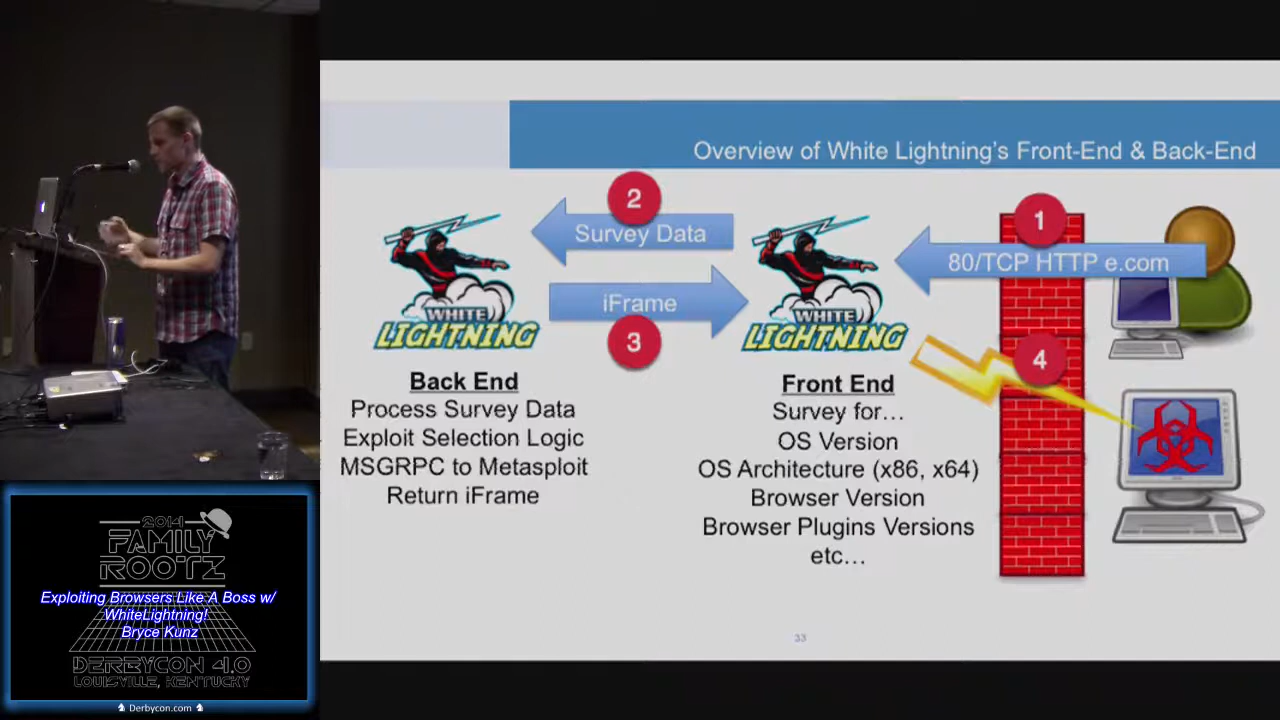 Overview of White Lightning's Front-End & Back-End
2
Survey Data
iFrame
3
1
80/TCP HTTP e.com
4
WHITE
LIGHTNING
WHITE
LIGHTNING
Back End
Process Survey Data
Exploit Selection Logic
MSGRPC to Metasploit
Return iFrame
Front End
Survey for...
OS Version
OS Architecture (x86, x64)
Browser Version
Browser Plugins Versions
etc...
33
2014
FAMILY
ROOTZ
Exploiting Browsers Like A Boss w/
WhiteLightning!
Bryce Kunz
DERBYCON 4.0
LOUISVILLE, KENTUCKY
Derbycon.com